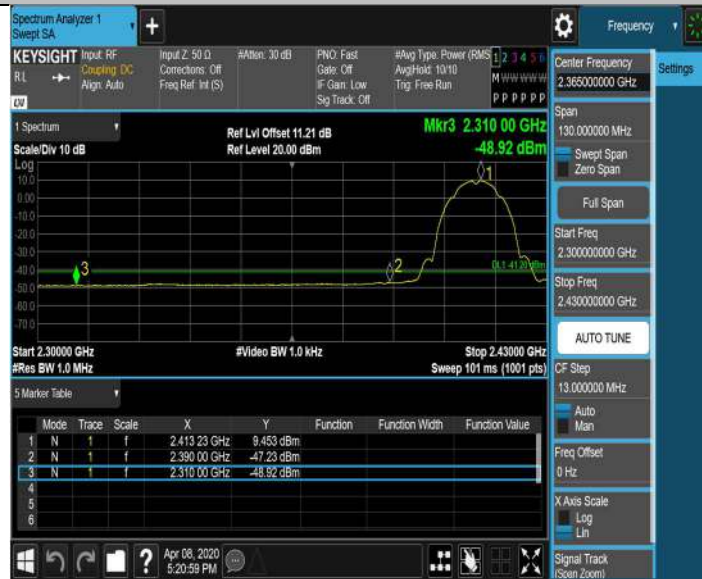 Spectrum Analyzer 1
Swept SA
+
Frequency
KEYSIGHT Input: RF
RL
Coupling: DC
Align: Auto
Input Z: 50 Ω
Corrections: Off
Freq Ref: Int (S)
#Atten: 30 dB
PNO: Fast
Gate: Off
IF Gain: Low
Sig Track: Off
#Avg Type: Power (RMS
Avg|Hold: 10/10
Trig: Free Run
1 2 3 4 5 6
M W W W W W
P P P P P P
1 Spectrum
Scale/Div 10 dB
Ref Lvl Offset 11.21 dB
Ref Level 20.00 dBm
Mkr3 2.310 00 GHz
-48.92 dBm
Log
10.0
0.00
-10.0
-20.0
-30.0
-40.0
-50.0
-60.0
-70.0
1
2
3
DL1 -41.20 dBm
Start 2.30000 GHz
#Res BW 1.0 MHz
#Video BW 1.0 kHz
Stop 2.43000 GHz
Sweep 101 ms (1001 pts)
5 Marker Table
Mode Trace Scale X Y Function Function Width Function Value
1 N 1 f 2.413 23 GHz 9.453 dBm
2 N 1 f 2.390 00 GHz -47.23 dBm
3 N 1 f 2.310 00 GHz -48.92 dBm
4
5
6
Apr 08, 2020
5:20:59 PM
Center Frequency
2.365000000 GHz
Settings
Span
130.000000 MHz
Swept Span
Zero Span
Full Span
Start Freq
2.300000000 GHz
Stop Freq
2.430000000 GHz
AUTO TUNE
CF Step
13.000000 MHz
Auto
Man
Freq Offset
0 Hz
X Axis Scale
Log
Lin
Signal Track
(Span Zoom)